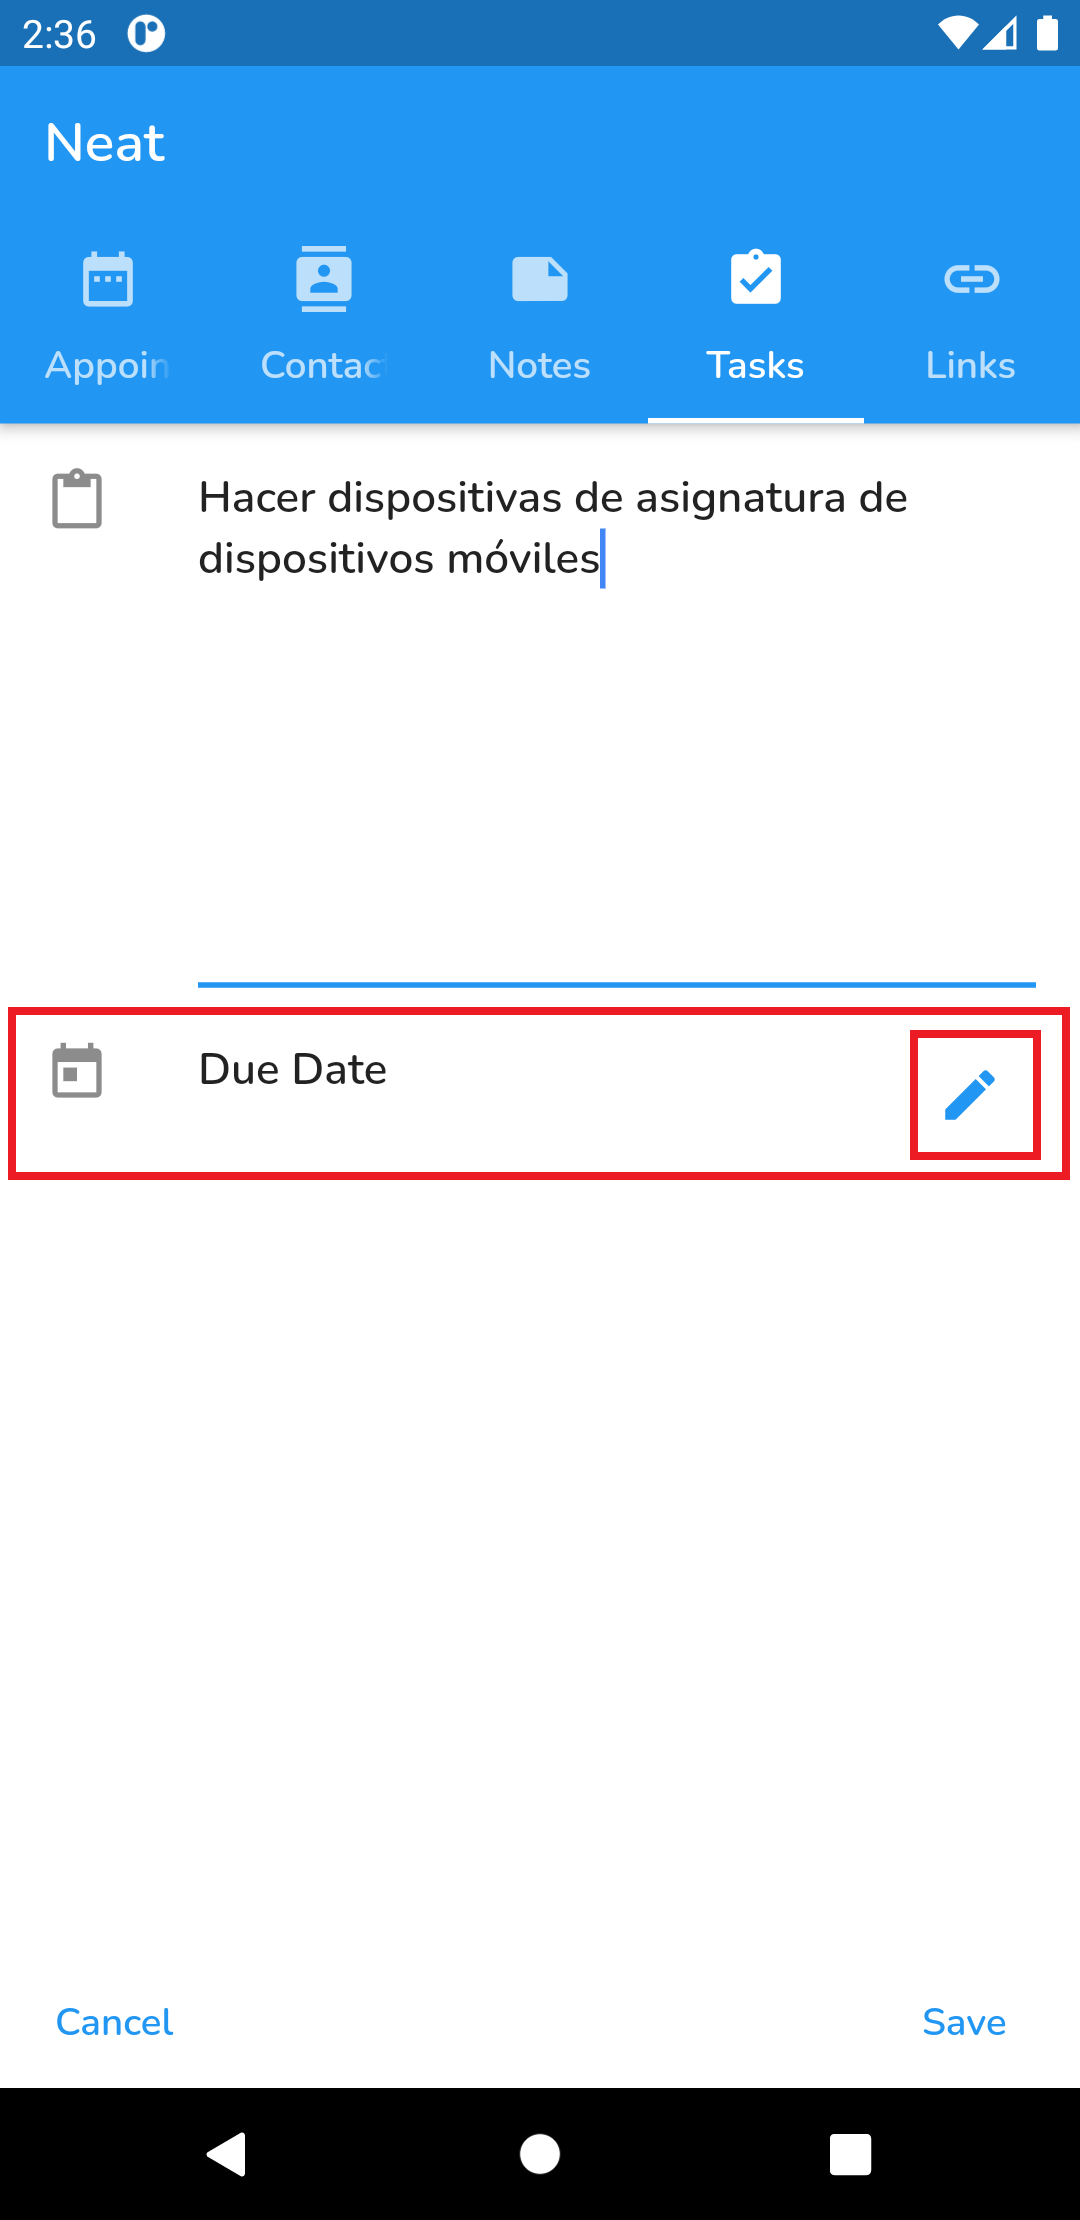 2:36
Neat
Appoin
Contac
Notes
Tasks
Links
Hacer dispositivas de asignatura de
dispositivos móviles
Due Date
Cancel
Save